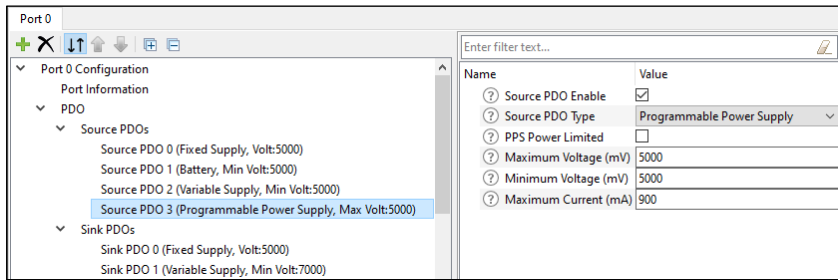 Port 0
Port 0 Configuration
Port Information
PDO
Source PDOs
Source PDO 0 (Fixed Supply, Volt:5000)
Source PDO 1 (Battery, Min Volt:5000)
Source PDO 2 (Variable Supply, Min Volt:5000)
Source PDO 3 (Programmable Power Supply, Max Volt:5000)
Sink PDOs
Sink PDO 0 (Fixed Supply, Volt:5000)
Sink PDO 1 (Variable Supply, Min Volt:7000)
Enter filter text...
Name Value
? Source PDO Enable
? Source PDO Type Programmable Power Supply
? PPS Power Limited
? Maximum Voltage (mV) 5000
? Minimum Voltage (mV) 5000
? Maximum Current (mA) 900